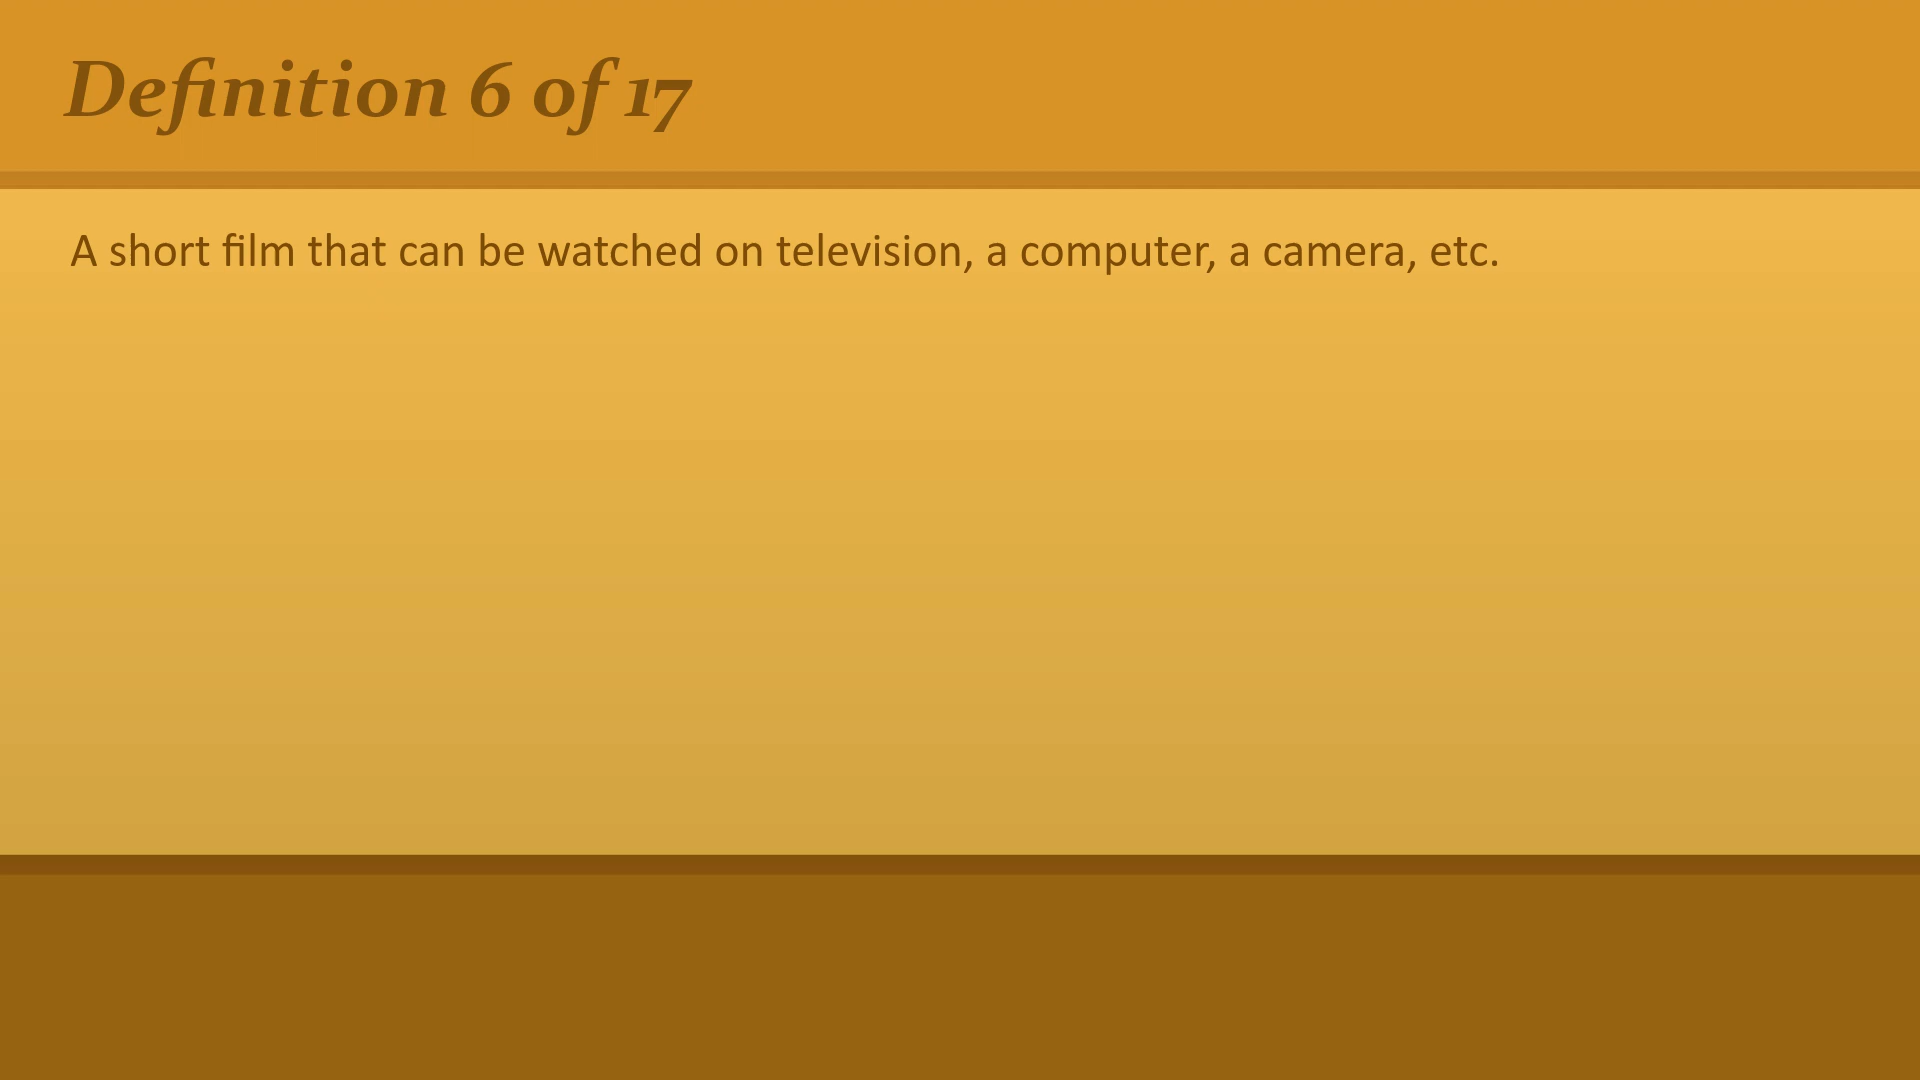 Definition 6 of 17
A short film that can be watched on television, a computer, a camera, etc.